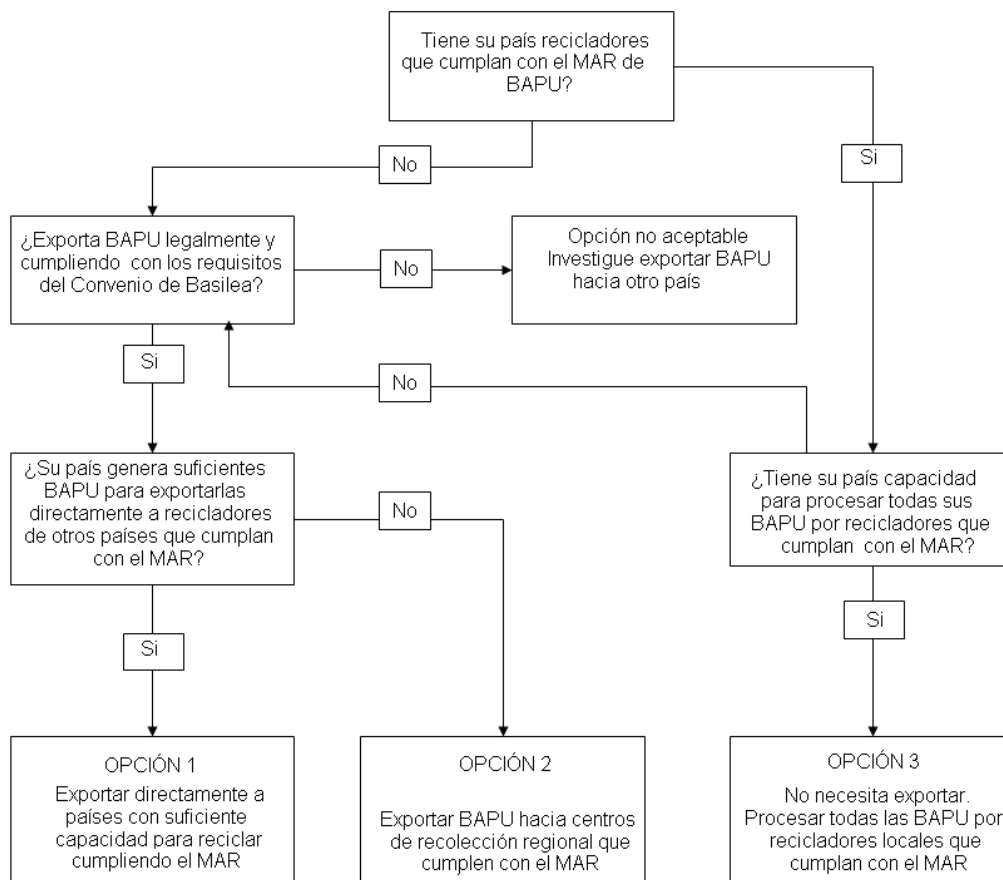 Tiene su país recicladores
que cumplan con el MAR de
BAPU?
No
Si
¿Exporta BAPU legalmente y
cumpliendo con los requisitos
del Convenio de Basilea?
No
Opción no aceptable
Investigue exportar BAPU
hacia otro país
Si
No
¿Su país genera suficientes
BAPU para exportarlas
directamente a recicladores
de otros países que cumplan
con el MAR?
No
¿Tiene su país capacidad
para procesar todas sus
BAPU por recicladores que
cumplan con el MAR?
Si
Si
OPCIÓN 1
Exportar directamente a
países con suficiente
capacidad para reciclar
cumpliendo el MAR
OPCIÓN 2
Exportar BAPU hacia centros
de recolección regional que
cumplen con el MAR
OPCIÓN 3
No necesita exportar.
Procesar todas las BAPU por
recicladores locales que
cumplan con el MAR